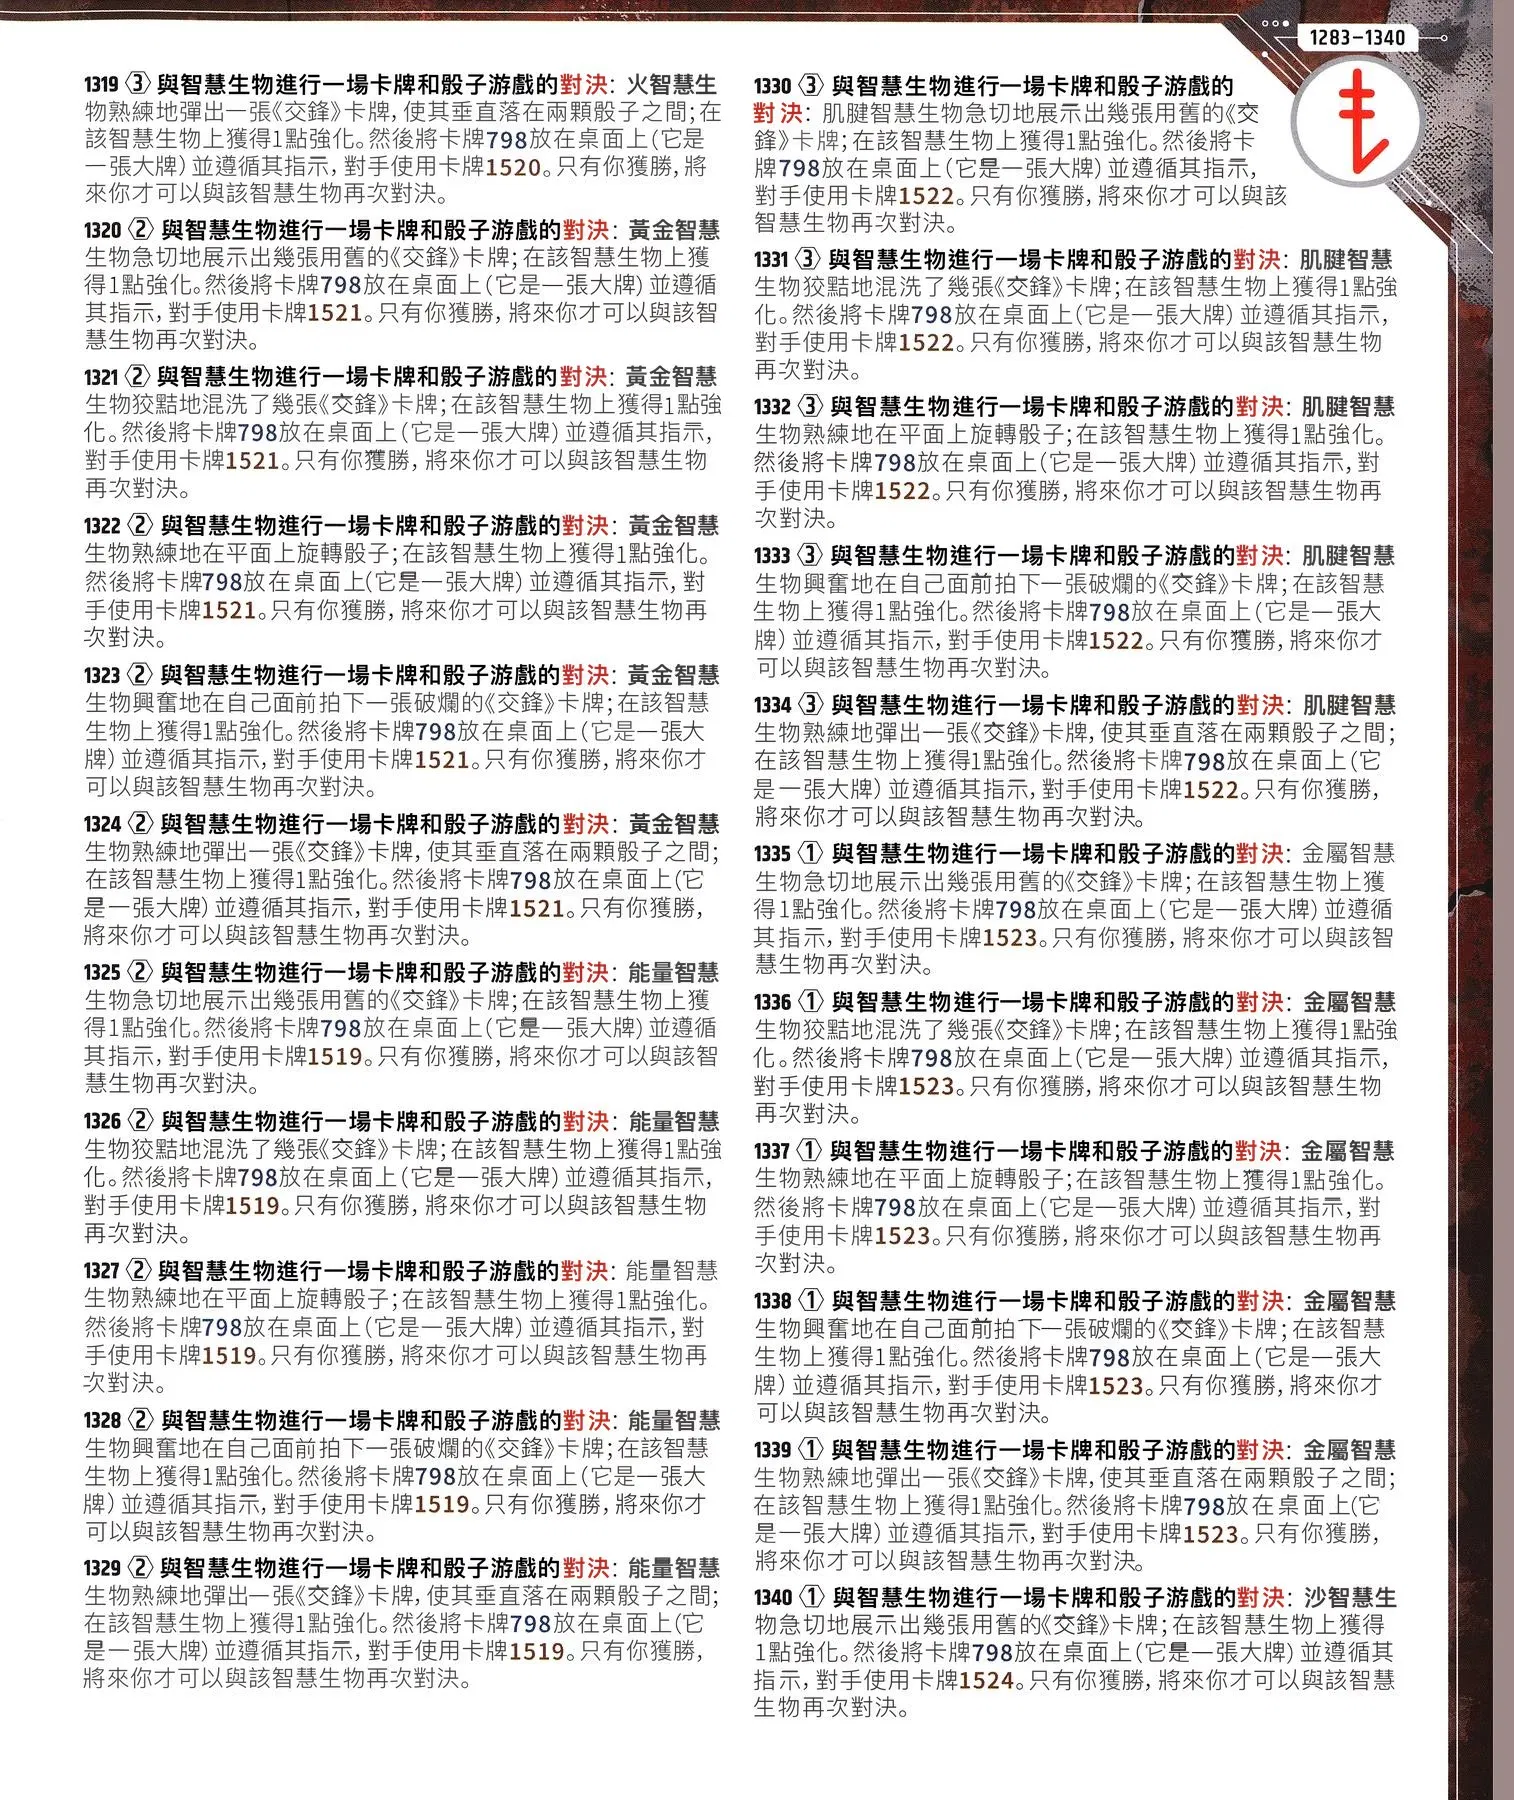 1283–1340
1319 3 與智慧生物進行一場卡牌和骰子游戲的對決：火智慧生
物熟練地彈出一張《交鋒》卡牌，使其垂直落在兩顆骰子之間；在
該智慧生物上獲得1點強化。然後將卡牌798放在桌面上（它是
一張大牌）並遵循其指示，對手使用卡牌1520。只有你獲勝，將
來你才可以與該智慧生物再次對決。
1320 2 與智慧生物進行一場卡牌和骰子游戲的對決：黃金智慧
生物急切地展示出幾張用舊的《交鋒》卡牌；在該智慧生物上獲
得1點強化。然後將卡牌798放在桌面上（它是一張大牌）並遵循
其指示，對手使用卡牌1521。只有你獲勝，將來你才可以與該智
慧生物再次對決。
1321 2 與智慧生物進行一場卡牌和骰子游戲的對決：黃金智慧
生物狡黠地混洗了幾張《交鋒》卡牌；在該智慧生物上獲得1點強
化。然後將卡牌798放在桌面上（它是一張大牌）並遵循其指示，
對手使用卡牌1521。只有你獲勝，將來你才可以與該智慧生物
再次對決。
1322 2 與智慧生物進行一場卡牌和骰子游戲的對決：黃金智慧
生物熟練地在平面上旋轉骰子；在該智慧生物上獲得1點強化。
然後將卡牌798放在桌面上（它是一張大牌）並遵循其指示，對
手使用卡牌1521。只有你獲勝，將來你才可以與該智慧生物再
次對決。
1323 2 與智慧生物進行一場卡牌和骰子游戲的對決：黃金智慧
生物興奮地在自己面前拍下一張破爛的《交鋒》卡牌；在該智慧
生物上獲得1點強化。然後將卡牌798放在桌面上（它是一張大
牌）並遵循其指示，對手使用卡牌1521。只有你獲勝，將來你才
可以與該智慧生物再次對決。
1324 2 與智慧生物進行一場卡牌和骰子游戲的對決：黃金智慧
生物熟練地彈出一張《交鋒》卡牌，使其垂直落在兩顆骰子之間；
在該智慧生物上獲得1點強化。然後將卡牌798放在桌面上（它
是一張大牌）並遵循其指示，對手使用卡牌1521。只有你獲勝，
將來你才可以與該智慧生物再次對決。
1325 2 與智慧生物進行一場卡牌和骰子游戲的對決：能量智慧
生物急切地展示出幾張用舊的《交鋒》卡牌；在該智慧生物上獲
得1點強化。然後將卡牌798放在桌面上（它是一張大牌）並遵循
其指示，對手使用卡牌1519。只有你獲勝，將來你才可以與該智
慧生物再次對決。
1326 2 與智慧生物進行一場卡牌和骰子游戲的對決：能量智慧
生物狡黠地混洗了幾張《交鋒》卡牌；在該智慧生物上獲得1點強
化。然後將卡牌798放在桌面上（它是一張大牌）並遵循其指示，
對手使用卡牌1519。只有你獲勝，將來你才可以與該智慧生物
再次對決。
1327 2 與智慧生物進行一場卡牌和骰子游戲的對決：能量智慧
生物熟練地在平面上旋轉骰子；在該智慧生物上獲得1點強化。
然後將卡牌798放在桌面上（它是一張大牌）並遵循其指示，對
手使用卡牌1519。只有你獲勝，將來你才可以與該智慧生物再
次對決。
1328 2 與智慧生物進行一場卡牌和骰子游戲的對決：能量智慧
生物興奮地在自己面前拍下一張破爛的《交鋒》卡牌；在該智慧
生物上獲得1點強化。然後將卡牌798放在桌面上（它是一張大
牌）並遵循其指示，對手使用卡牌1519。只有你獲勝，將來你才
可以與該智慧生物再次對決。
1329 2 與智慧生物進行一場卡牌和骰子游戲的對決：能量智慧
生物熟練地彈出一張《交鋒》卡牌，使其垂直落在兩顆骰子之間；
在該智慧生物上獲得1點強化。然後將卡牌798放在桌面上（它
是一張大牌）並遵循其指示，對手使用卡牌1519。只有你獲勝，
將來你才可以與該智慧生物再次對決。
1330 3 與智慧生物進行一場卡牌和骰子游戲的
對決：肌腱智慧生物急切地展示出幾張用舊的《交
鋒》卡牌；在該智慧生物上獲得1點強化。然後將卡
牌798放在桌面上（它是一張大牌）並遵循其指示，
對手使用卡牌1522。只有你獲勝，將來你才可以與該
智慧生物再次對決。
1331 3 與智慧生物進行一場卡牌和骰子游戲的對決：肌腱智慧
生物狡黠地混洗了幾張《交鋒》卡牌；在該智慧生物上獲得1點強
化。然後將卡牌798放在桌面上（它是一張大牌）並遵循其指示，
對手使用卡牌1522。只有你獲勝，將來你才可以與該智慧生物
再次對決。
1332 3 與智慧生物進行一場卡牌和骰子游戲的對決：肌腱智慧
生物熟練地在平面上旋轉骰子；在該智慧生物上獲得1點強化。
然後將卡牌798放在桌面上（它是一張大牌）並遵循其指示，對
手使用卡牌1522。只有你獲勝，將來你才可以與該智慧生物再
次對決。
1333 3 與智慧生物進行一場卡牌和骰子游戲的對決：肌腱智慧
生物興奮地在自己面前拍下一張破爛的《交鋒》卡牌；在該智慧
生物上獲得1點強化。然後將卡牌798放在桌面上（它是一張大
牌）並遵循其指示，對手使用卡牌1522。只有你獲勝，將來你才
可以與該智慧生物再次對決。
1334 3 與智慧生物進行一場卡牌和骰子游戲的對決：肌腱智慧
生物熟練地彈出一張《交鋒》卡牌，使其垂直落在兩顆骰子之間；
在該智慧生物上獲得1點強化。然後將卡牌798放在桌面上（它
是一張大牌）並遵循其指示，對手使用卡牌1522。只有你獲勝，
將來你才可以與該智慧生物再次對決。
1335 1 與智慧生物進行一場卡牌和骰子游戲的對決：金屬智慧
生物急切地展示出幾張用舊的《交鋒》卡牌；在該智慧生物上獲
得1點強化。然後將卡牌798放在桌面上（它是一張大牌）並遵循
其指示，對手使用卡牌1523。只有你獲勝，將來你才可以與該智
慧生物再次對決。
1336 1 與智慧生物進行一場卡牌和骰子游戲的對決：金屬智慧
生物狡黠地混洗了幾張《交鋒》卡牌；在該智慧生物上獲得1點強
化。然後將卡牌798放在桌面上（它是一張大牌）並遵循其指示，
對手使用卡牌1523。只有你獲勝，將來你才可以與該智慧生物
再次對決。
1337 1 與智慧生物進行一場卡牌和骰子游戲的對決：金屬智慧
生物熟練地在平面上旋轉骰子；在該智慧生物上獲得1點強化。
然後將卡牌798放在桌面上（它是一張大牌）並遵循其指示，對
手使用卡牌1523。只有你獲勝，將來你才可以與該智慧生物再
次對決。
1338 1 與智慧生物進行一場卡牌和骰子游戲的對決：金屬智慧
生物興奮地在自己面前拍下一張破爛的《交鋒》卡牌；在該智慧
生物上獲得1點強化。然後將卡牌798放在桌面上（它是一張大
牌）並遵循其指示，對手使用卡牌1523。只有你獲勝，將來你才
可以與該智慧生物再次對決。
1339 1 與智慧生物進行一場卡牌和骰子游戲的對決：金屬智慧
生物熟練地彈出一張《交鋒》卡牌，使其垂直落在兩顆骰子之間；
在該智慧生物上獲得1點強化。然後將卡牌798放在桌面上（它
是一張大牌）並遵循其指示，對手使用卡牌1523。只有你獲勝，
將來你才可以與該智慧生物再次對決。
1340 1 與智慧生物進行一場卡牌和骰子游戲的對決：沙智慧生
物急切地展示出幾張用舊的《交鋒》卡牌；在該智慧生物上獲得
1點強化。然後將卡牌798放在桌面上（它是一張大牌）並遵循其
指示，對手使用卡牌1524。只有你獲勝，將來你才可以與該智慧
生物再次對決。